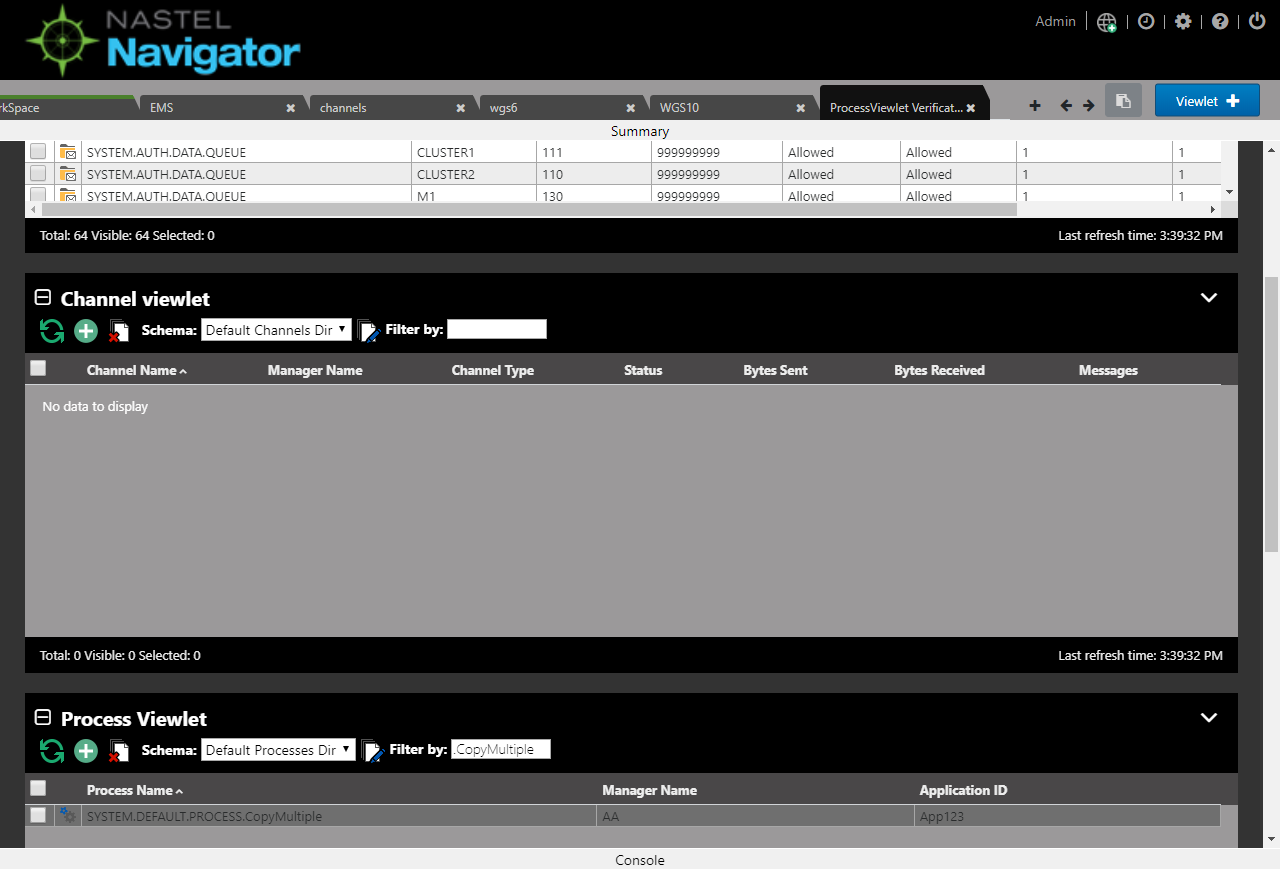 NASTEL
Navigator
Admin
rkSpace
EMS
channels
wgs6
WGS10
ProcessViewlet Verificat...
Viewlet
Summary
SYSTEM.AUTH.DATA.QUEUE CLUSTER1 111 999999999 Allowed Allowed 1 1
SYSTEM.AUTH.DATA.QUEUE CLUSTER2 110 999999999 Allowed Allowed 1 1
SYSTEM.AUTH.DATA.QUEUE M1 130 999999999 Allowed Allowed 1 1
Total: 64 Visible: 64 Selected: 0 Last refresh time: 3:39:32 PM
Channel viewlet
Schema: Default Channels Dir Filter by:
Channel Name Manager Name Channel Type Status Bytes Sent Bytes Received Messages
No data to display
Total: 0 Visible: 0 Selected: 0 Last refresh time: 3:39:32 PM
Process Viewlet
Schema: Default Processes Dir Filter by: .CopyMultiple
Process Name Manager Name Application ID
SYSTEM.DEFAULT.PROCESS.CopyMultiple AA App123
Console